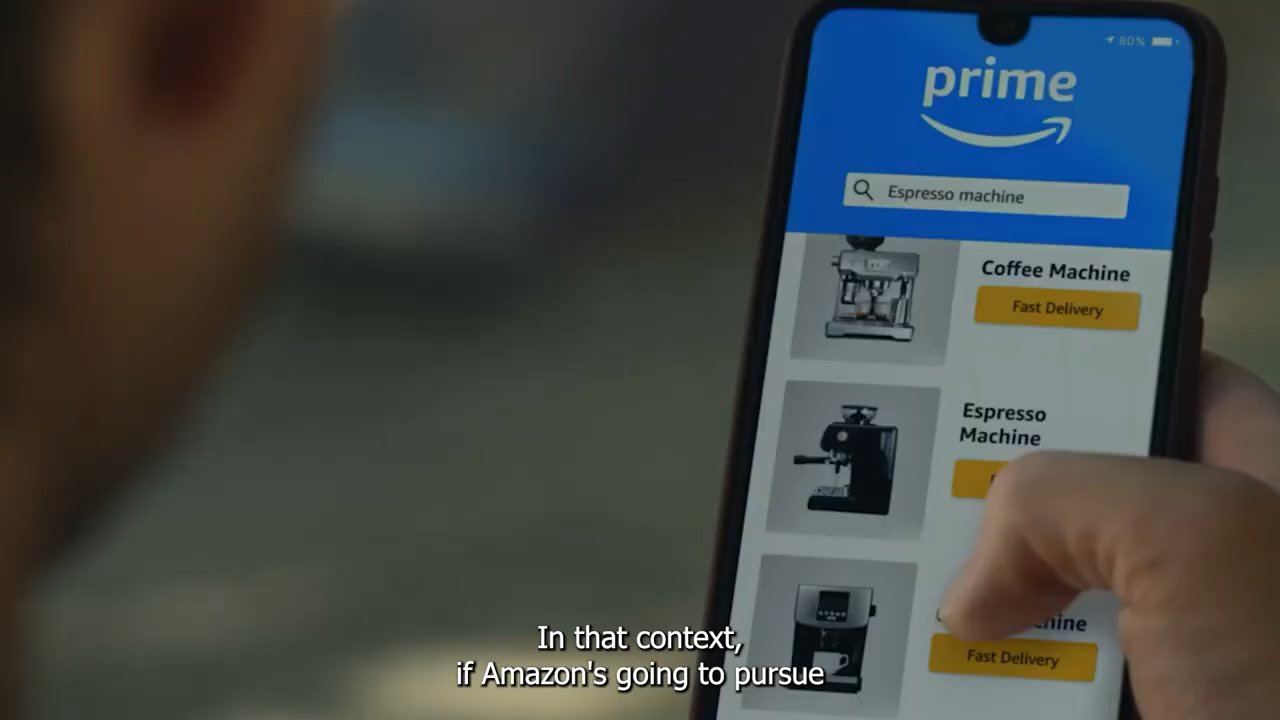 80%
prime
Espresso machine
Coffee Machine
Fast Delivery
Espresso
Machine
Fast Delivery
In that context,
if Amazon's going to pursue